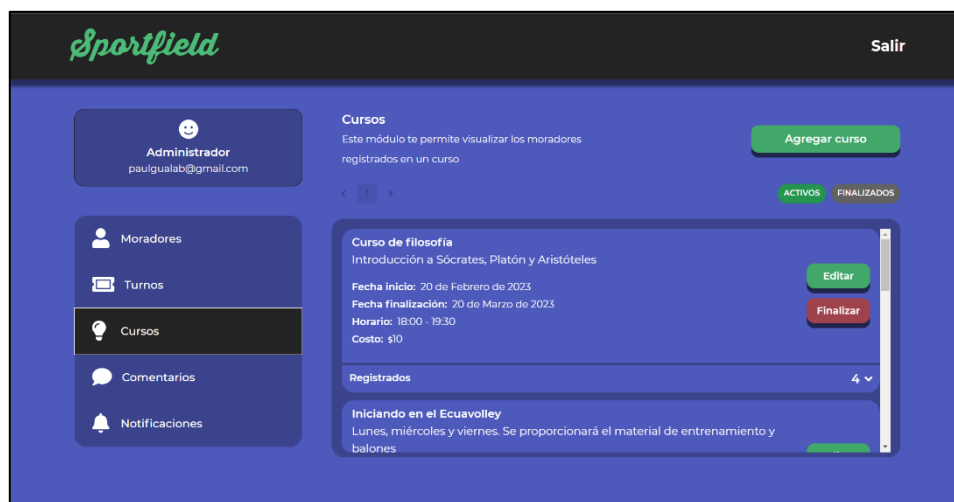 Sportfield
Salir
Administrador
paulgualab@gmail.com
Moradores
Turnos
Cursos
Comentarios
Notificaciones
Cursos
Este módulo te permite visualizar los moradores
registrados en un curso
Agregar curso
< 1 >
ACTIVOS FINALIZADOS
Curso de filosofía
Introducción a Sócrates, Platón y Aristóteles
Fecha inicio: 20 de Febrero de 2023
Fecha finalización: 20 de Marzo de 2023
Horario: 18:00 - 19:30
Costo: $10
Editar
Finalizar
Registrados 4
Iniciando en el Ecuavolley
Lunes, miércoles y viernes. Se proporcionará el material de entrenamiento y
balones